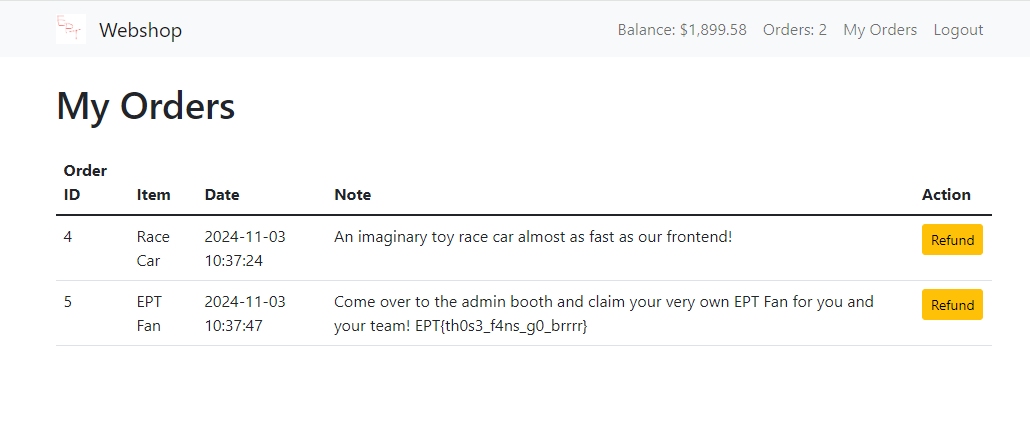 EPT Webshop Balance: $1,899.58 Orders: 2 My Orders Logout
My Orders
Order
ID Item Date Note Action
4 Race 2024-11-03 An imaginary toy race car almost as fast as our frontend! Refund
Car 10:37:24
5 EPT 2024-11-03 Come over to the admin booth and claim your very own EPT Fan for you and Refund
Fan 10:37:47 your team! EPT{th0s3_f4ns_g0_brrrr}